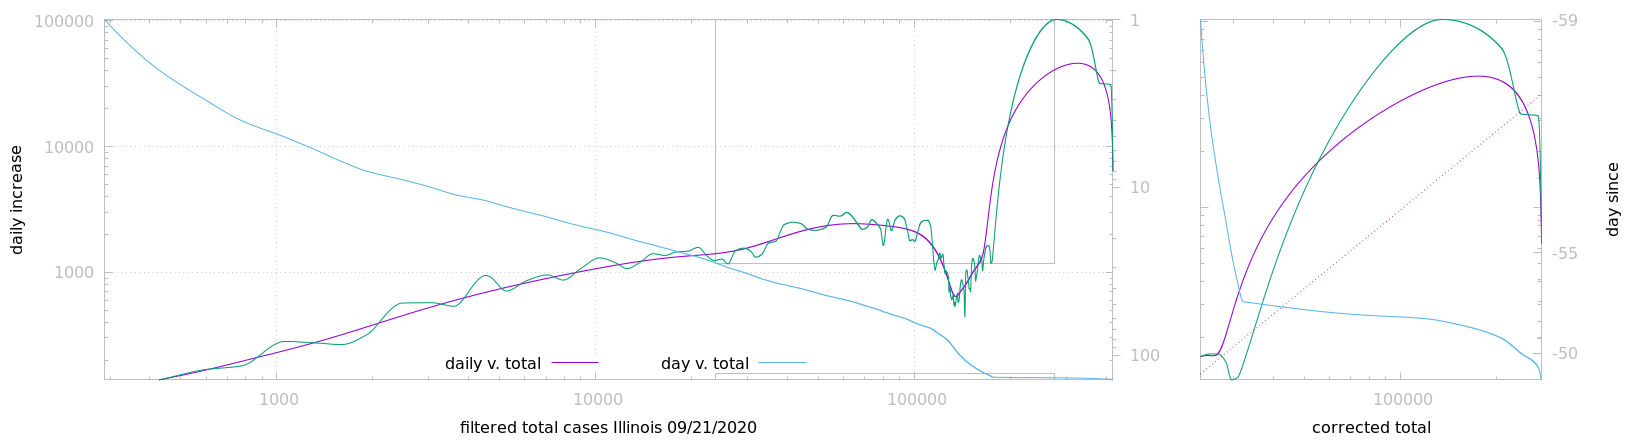 100000
10000
1000
daily increase
1000
10000
100000
filtered total cases Illinois 09/21/2020
daily v. total
day v. total
1
10
100
100000
corrected total
-59
-55
-50
day since